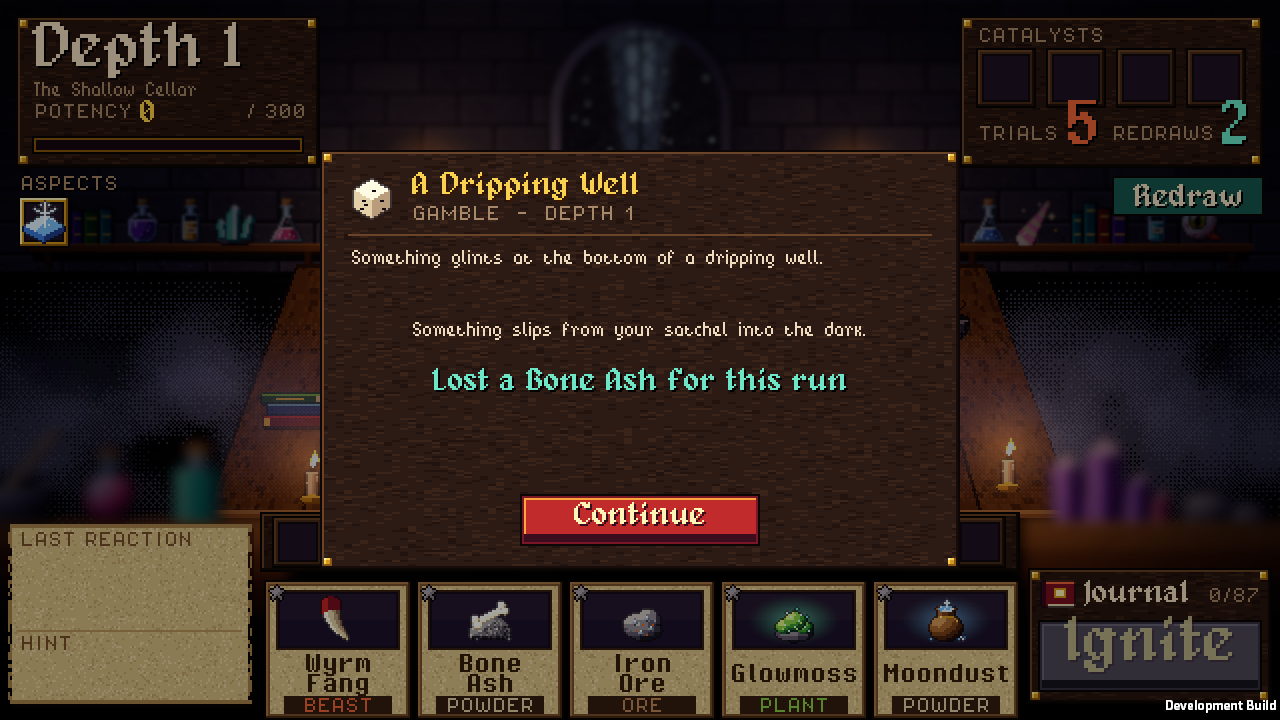 Depth 1
The Shallow Cellar
POTENCY 0 / 300
ASPECTS
CATALYSTS
TRIALS 5 REDRAWS 2
Redraw
A Dripping Well
GAMBLE - DEPTH 1
Something glints at the bottom of a dripping well.
Something slips from your satchel into the dark.
Lost a Bone Ash for this run
Continue
LAST REACTION
HINT
Wyrm
Fang
BEAST
Bone
Ash
POWDER
Iron
Ore
ORE
Glowmoss
PLANT
Moondust
POWDER
Journal 0/87
Ignite
Development Build